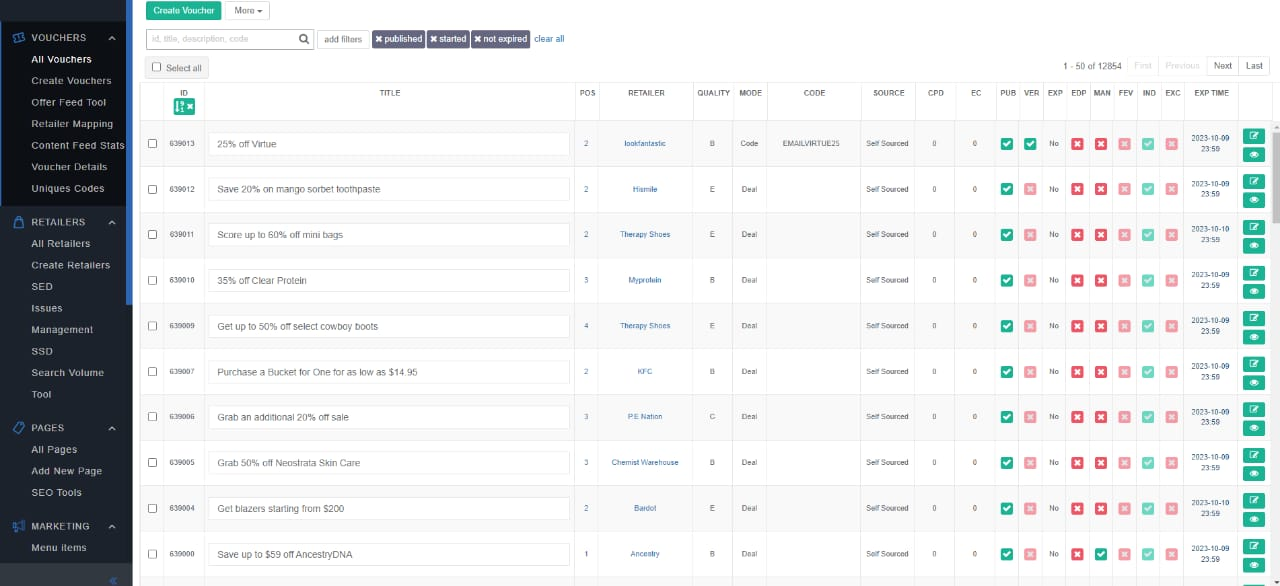 VOUCHERS
All Vouchers
Create Vouchers
Offer Feed Tool
Retailer Mapping
Content Feed Stats
Voucher Details
Uniques Codes
RETAILERS
All Retailers
Create Retailers
SED
Issues
Management
SSD
Search Volume
Tool
PAGES
All Pages
Add New Page
SEO Tools
MARKETING
Menu items
Create Voucher More
id, title, description, code add filters published started not expired clear all
Select all 1 - 50 of 12854 First Previous Next Last
ID TITLE POS RETAILER QUALITY MODE CODE SOURCE CPD EC PUB VER EXP EDP MAN FEV IND EXC EXP TIME
639013 25% off Virtue 2 lookfantastic B Code EMAILVIRTUE25 Self Sourced 0 0 No 2023-10-09 23:59
639012 Save 20% on mango sorbet toothpaste 2 Hismile E Deal Self Sourced 0 0 No 2023-10-09 23:59
639011 Score up to 60% off mini bags 2 Therapy Shoes E Deal Self Sourced 0 0 No 2023-10-10 23:59
639010 35% off Clear Protein 3 Myprotein B Deal Self Sourced 0 0 No 2023-10-09 23:59
639009 Get up to 50% off select cowboy boots 4 Therapy Shoes E Deal Self Sourced 0 0 No 2023-10-09 23:59
639007 Purchase a Bucket for One for as low as $14.95 2 KFC B Deal Self Sourced 0 0 No 2023-10-09 23:59
639006 Grab an additional 20% off sale 3 P.E Nation C Deal Self Sourced 0 0 No 2023-10-09 23:59
639005 Grab 50% off Neostrata Skin Care 3 Chemist Warehouse B Deal Self Sourced 0 0 No 2023-10-09 23:59
639004 Get blazers starting from $200 2 Bardot E Deal Self Sourced 0 0 No 2023-10-10 23:59
639000 Save up to $59 off AncestryDNA 1 Ancestry B Deal Self Sourced 0 0 No 2023-10-09 23:59